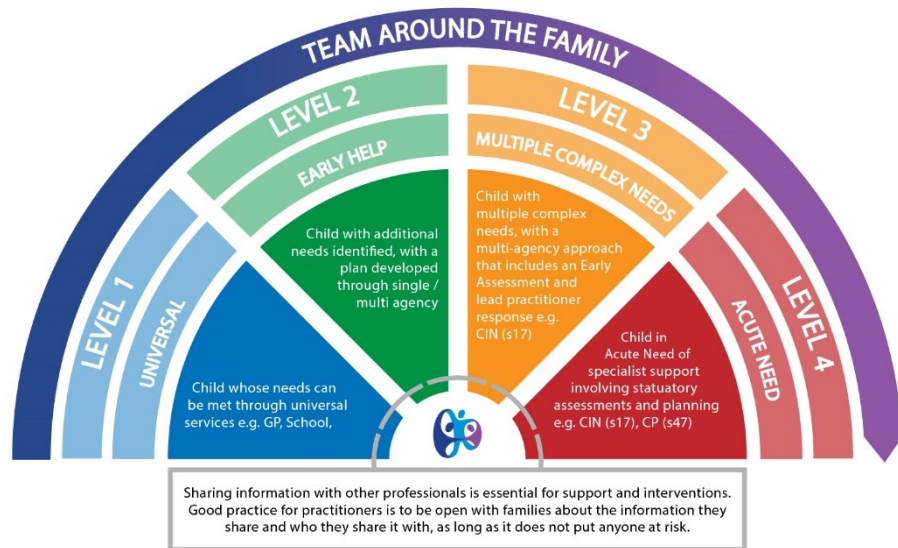 TEAM AROUND THE FAMILY
LEVEL 1
UNIVERSAL
Child whose needs can
be met through universal
services e.g. GP, School,
LEVEL 2
EARLY HELP
Child with additional
needs identified, with a
plan developed
through single /
multi agency
LEVEL 3
MULTIPLE COMPLEX NEEDS
Child with
multiple complex
needs, with a
multi-agency approach
that includes an Early
Assessment and
lead practitioner
response e.g.
CIN (s17)
LEVEL 4
ACUTE NEED
Child in
Acute Need of
specialist support
involving statuatory
assessments and planning
e.g. CIN (s17), CP (s47)
Sharing information with other professionals is essential for support and interventions.
Good practice for practitioners is to be open with families about the information they
share and who they share it with, as long as it does not put anyone at risk.